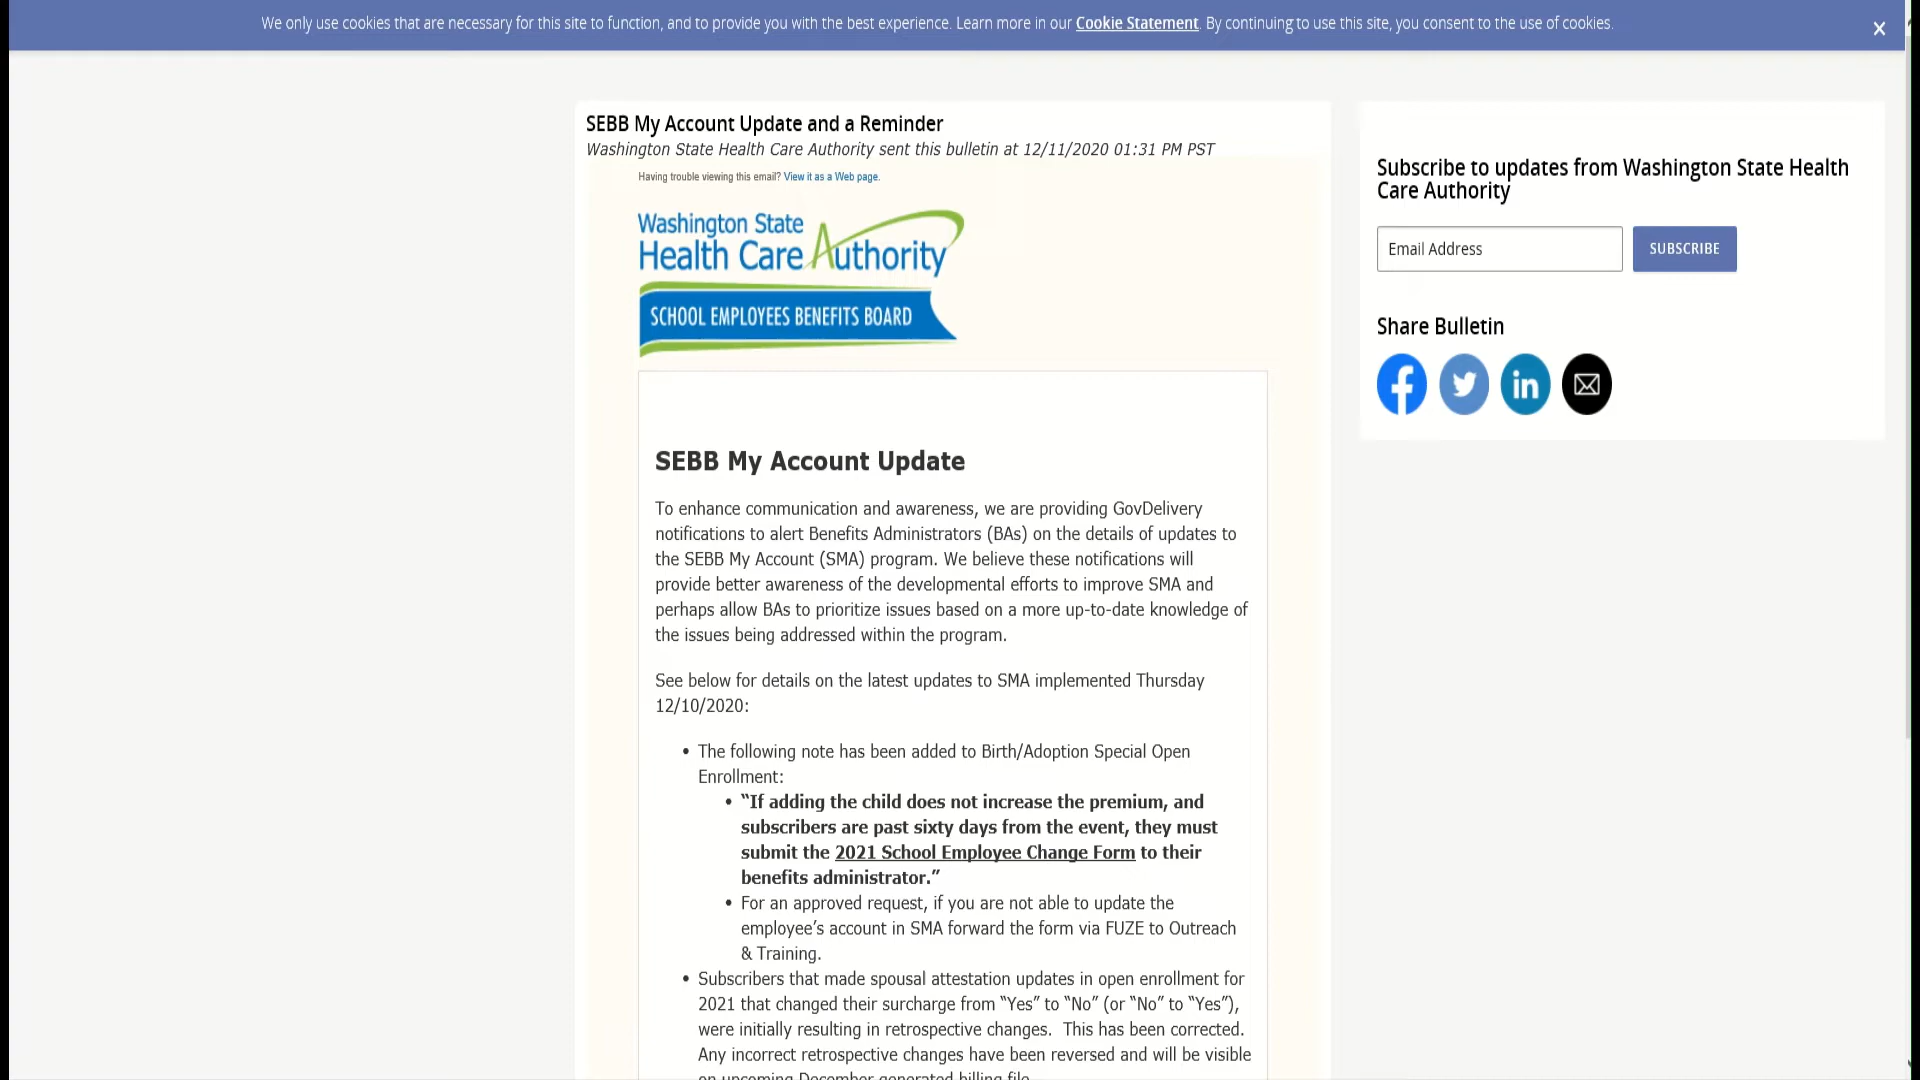 We only use cookies that are necessary for this site to function, and to provide you with the best experience. Learn more in our Cookie Statement. By continuing to use this site, you consent to the use of cookies.
SEBB My Account Update and a Reminder
Washington State Health Care Authority sent this bulletin at 12/11/2020 01:31 PM PST
Having trouble viewing this email? View it as a Web page.
Washington State
Health Care Authority
SCHOOL EMPLOYEES BENEFITS BOARD
SEBB My Account Update
To enhance communication and awareness, we are providing GovDelivery
notifications to alert Benefits Administrators (BAs) on the details of updates to
the SEBB My Account (SMA) program. We believe these notifications will
provide better awareness of the developmental efforts to improve SMA and
perhaps allow BAs to prioritize issues based on a more up-to-date knowledge of
the issues being addressed within the program.
See below for details on the latest updates to SMA implemented Thursday
12/10/2020:
• The following note has been added to Birth/Adoption Special Open
Enrollment:
• “If adding the child does not increase the premium, and
subscribers are past sixty days from the event, they must
submit the 2021 School Employee Change Form to their
benefits administrator.”
• For an approved request, if you are not able to update the
employee’s account in SMA forward the form via FUZE to Outreach
& Training.
• Subscribers that made spousal attestation updates in open enrollment for
2021 that changed their surcharge from “Yes” to “No” (or “No” to “Yes”),
were initially resulting in retrospective changes.  This has been corrected.
Any incorrect retrospective changes have been reversed and will be visible
on upcoming December generated billing file.
Subscribe to updates from Washington State Health
Care Authority
Email Address
SUBSCRIBE
Share Bulletin